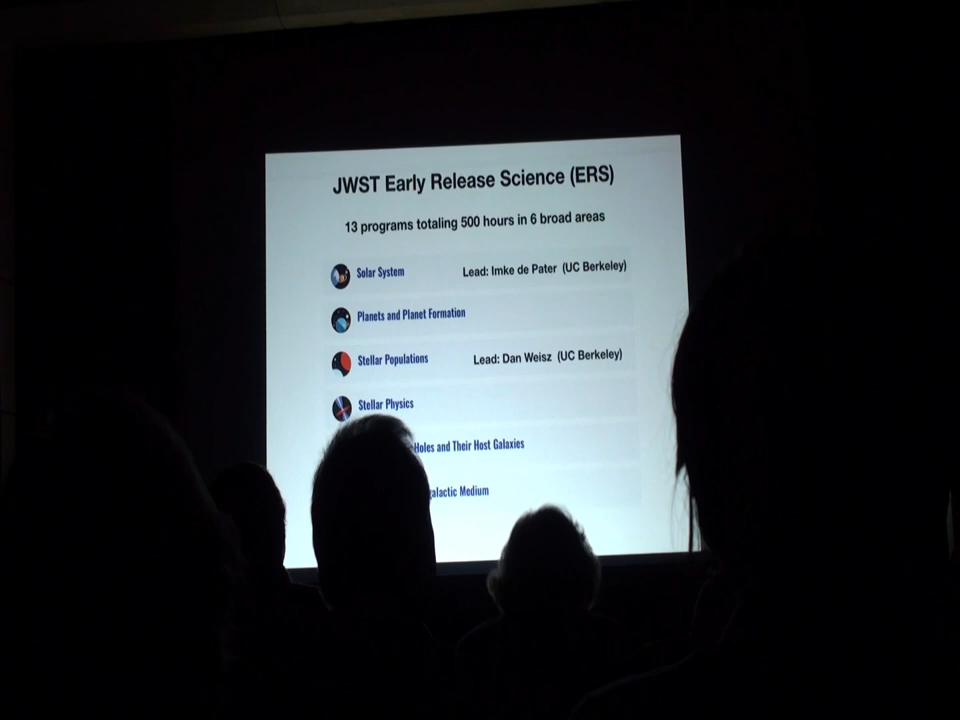 JWST Early Release Science (ERS)
13 programs totaling 500 hours in 6 broad areas
Solar System Lead: Imke de Pater (UC Berkeley)
Planets and Planet Formation
Stellar Populations Lead: Dan Weisz (UC Berkeley)
Stellar Physics
Holes and Their Host Galaxies
galactic Medium